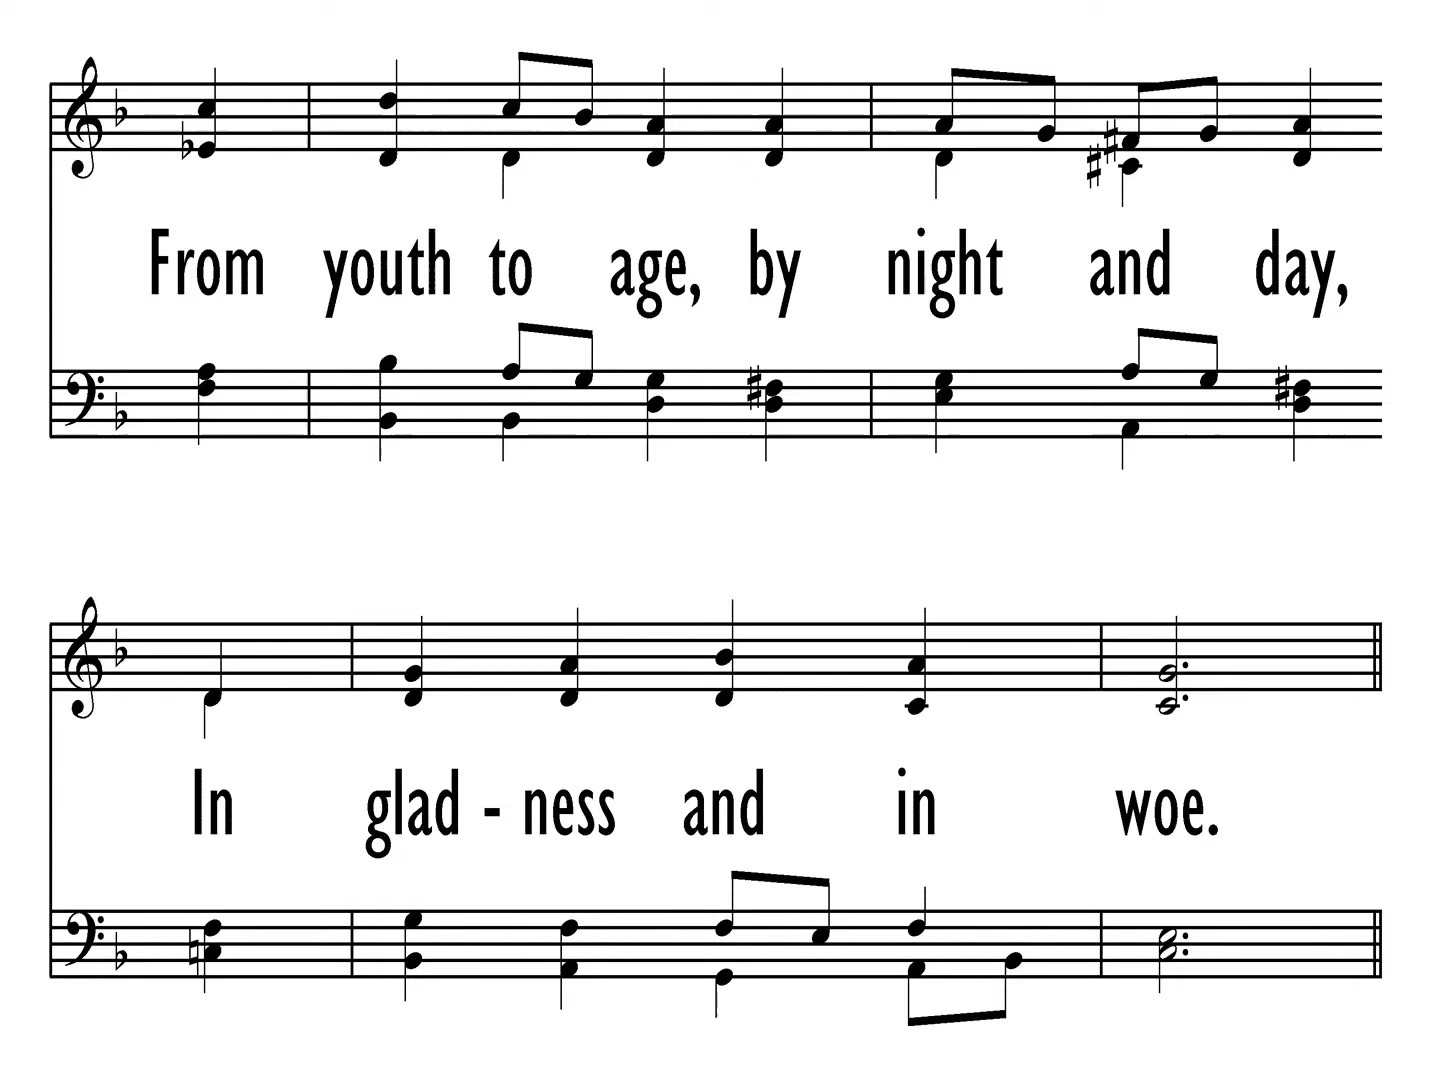 From youth to age, by night and day,
In glad - ness and in woe.